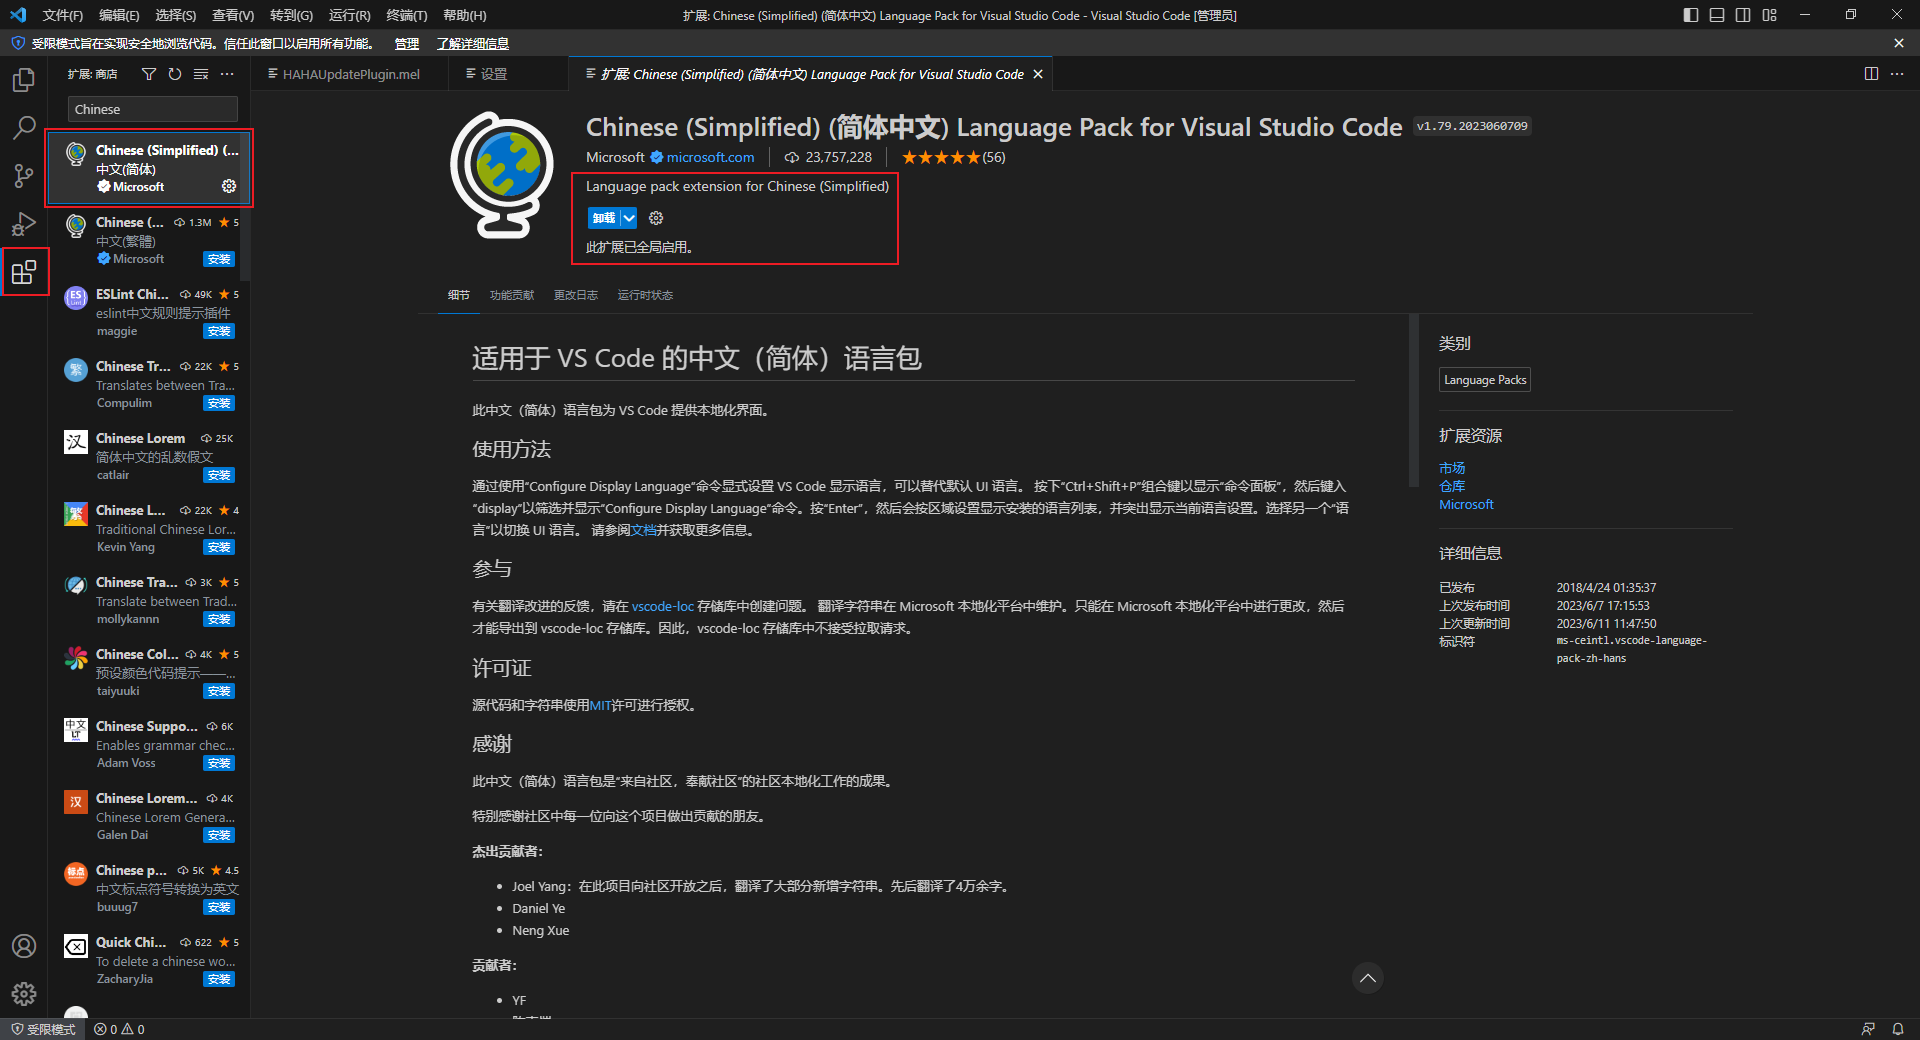 文件(F) 编辑(E) 选择(S) 查看(V) 转到(G) 运行(R) 终端(T) 帮助(H)
扩展: Chinese (Simplified) (简体中文) Language Pack for Visual Studio Code - Visual Studio Code [管理员]
受限模式旨在实现安全地浏览代码。信任此窗口以启用所有功能。 管理 了解详细信息
扩展: 商店
HAHAUpdatePlugin.mel
设置
扩展: Chinese (Simplified) (简体中文) Language Pack for Visual Studio Code
Chinese
Chinese (Simplified) (...
中文(简体)
Microsoft
Chinese (... 1.3M ★ 5
中文(繁體)
Microsoft 安装
ES
Lint
ESLint Chi... 49K ★ 5
eslint中文规则提示插件
maggie 安装
繁
Chinese Tr... 22K ★ 5
Translates between Tra...
Compulim 安装
汉
Chinese Lorem 25K
简体中文的乱数假文
catlair 安装
繁
Chinese L... 22K ★ 4
Traditional Chinese Lor...
Kevin Yang 安装
Chinese Tra... 3K ★ 5
Translate between Trad...
mollykannn 安装
Chinese Col... 4K ★ 5
预设颜色代码提示——...
taiyuuki 安装
中文
LT
Chinese Suppo... 6K
Enables grammar chec...
Adam Voss 安装
汉
Chinese Lorem... 4K
Chinese Lorem Genera...
Galen Dai 安装
标点
Chinese p... 5K ★ 4.5
中文标点符号转换为英文
buuug7 安装
Quick Chi... 622 ★ 5
To delete a chinese wo...
ZacharyJia 安装
Chinese (Simplified) (简体中文) Language Pack for Visual Studio Code v1.79.2023060709
Microsoft microsoft.com 23,757,228 ★★★★★(56)
Language pack extension for Chinese (Simplified)
卸载
此扩展已全局启用。
细节 功能贡献 更改日志 运行时状态
适用于 VS Code 的中文（简体）语言包
此中文（简体）语言包为 VS Code 提供本地化界面。
使用方法
通过使用“Configure Display Language”命令显式设置 VS Code 显示语言，可以替代默认 UI 语言。 按下“Ctrl+Shift+P”组合键以显示“命令面板”，然后键入
“display”以筛选并显示“Configure Display Language”命令。按“Enter”，然后会按区域设置显示安装的语言列表，并突出显示当前语言设置。选择另一个“语
言”以切换 UI 语言。 请参阅文档并获取更多信息。
参与
有关翻译改进的反馈，请在 vscode-loc 存储库中创建问题。 翻译字符串在 Microsoft 本地化平台中维护。只能在 Microsoft 本地化平台中进行更改，然后
才能导出到 vscode-loc 存储库。因此，vscode-loc 存储库中不接受拉取请求。
许可证
源代码和字符串使用MIT许可进行授权。
感谢
此中文（简体）语言包是“来自社区，奉献社区”的社区本地化工作的成果。
特别感谢社区中每一位向这个项目做出贡献的朋友。
杰出贡献者：
• Joel Yang：在此项目向社区开放之后，翻译了大部分新增字符串。先后翻译了4万余字。
• Daniel Ye
• Neng Xue
贡献者：
• YF
类别
Language Packs
扩展资源
市场
仓库
Microsoft
详细信息
已发布 2018/4/24 01:35:37
上次发布时间 2023/6/7 17:15:53
上次更新时间 2023/6/11 11:47:50
标识符 ms-ceintl.vscode-language-
pack-zh-hans
受限模式 0 0